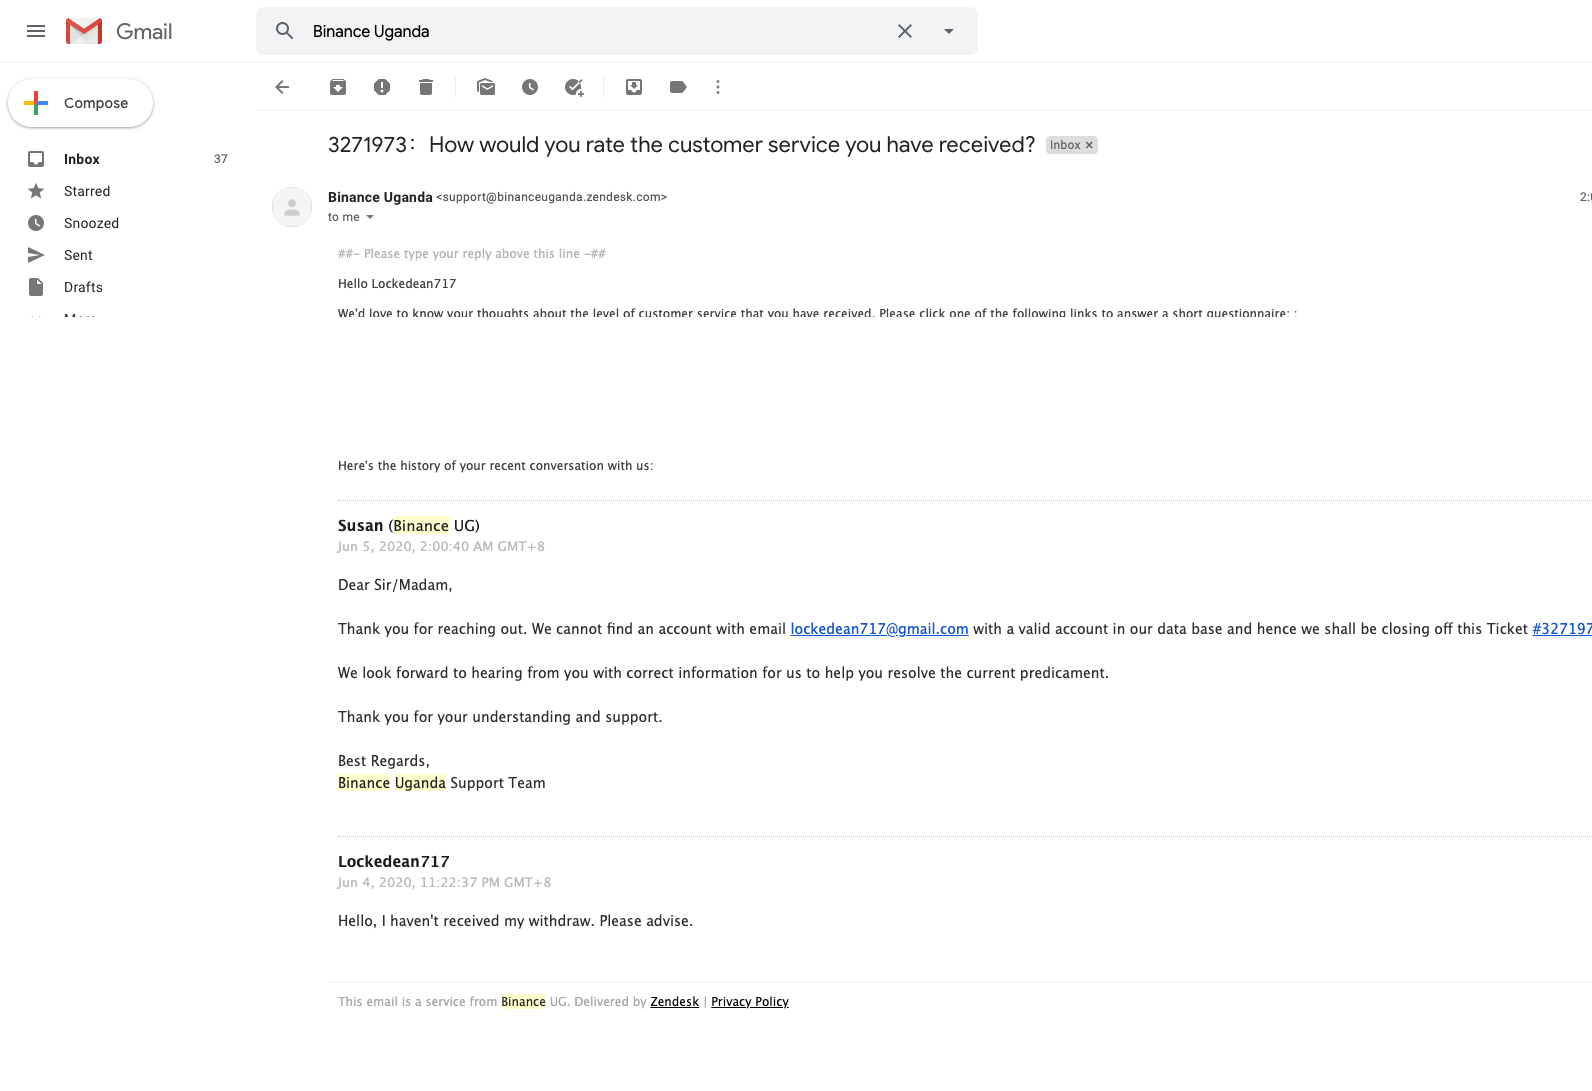 Gmail
Binance Uganda
Compose
Inbox 37
Starred
Snoozed
Sent
Drafts
3271973： How would you rate the customer service you have received? Inbox ×
Binance Uganda <support@binanceuganda.zendesk.com>
to me
##- Please type your reply above this line -##
Hello Lockedean717
We'd love to know your thoughts about the level of customer service that you have received. Please click one of the following links to answer a short questionnaire: :
Here's the history of your recent conversation with us:
Susan (Binance UG)
Jun 5, 2020, 2:00:40 AM GMT+8
Dear Sir/Madam,
Thank you for reaching out. We cannot find an account with email lockedean717@gmail.com with a valid account in our data base and hence we shall be closing off this Ticket #327197
We look forward to hearing from you with correct information for us to help you resolve the current predicament.
Thank you for your understanding and support.
Best Regards,
Binance Uganda Support Team
Lockedean717
Jun 4, 2020, 11:22:37 PM GMT+8
Hello, I haven't received my withdraw. Please advise.
This email is a service from Binance UG. Delivered by Zendesk | Privacy Policy